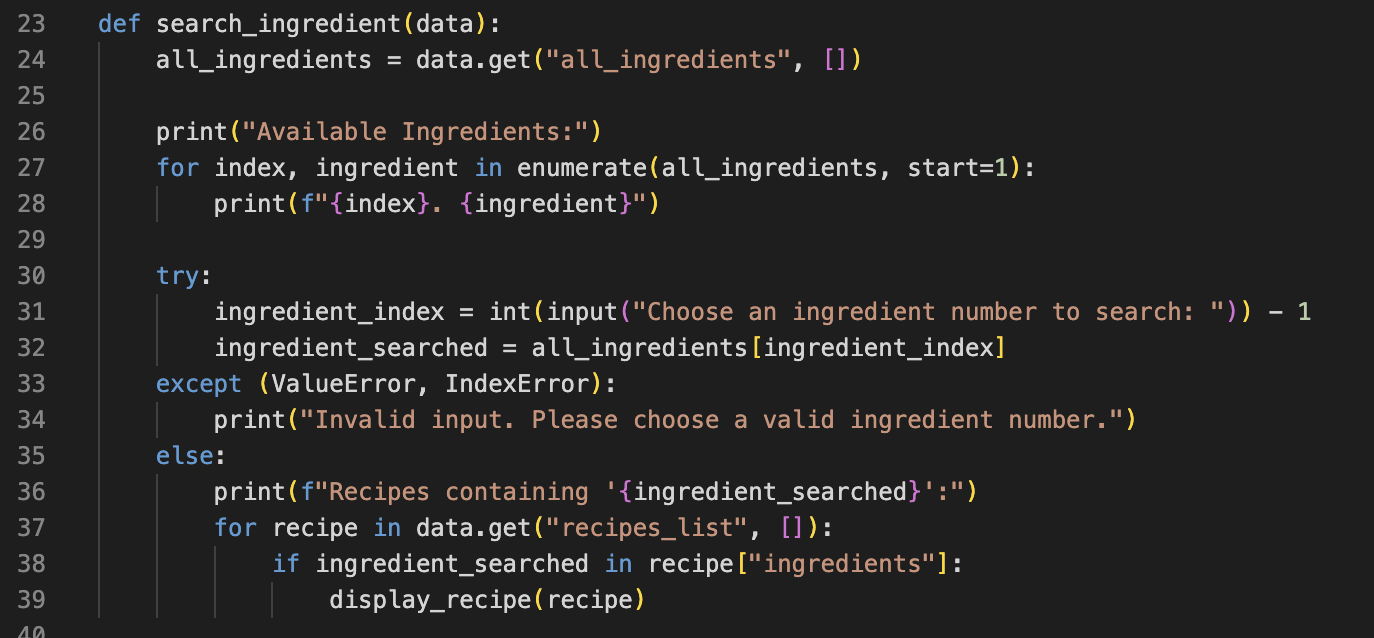 23 def search_ingredient(data):
24     all_ingredients = data.get("all_ingredients", [])
25
26     print("Available Ingredients:")
27     for index, ingredient in enumerate(all_ingredients, start=1):
28         print(f"{index}. {ingredient}")
29
30     try:
31         ingredient_index = int(input("Choose an ingredient number to search: ")) - 1
32         ingredient_searched = all_ingredients[ingredient_index]
33     except (ValueError, IndexError):
34         print("Invalid input. Please choose a valid ingredient number.")
35     else:
36         print(f"Recipes containing '{ingredient_searched}':")
37         for recipe in data.get("recipes_list", []):
38             if ingredient_searched in recipe["ingredients"]:
39                 display_recipe(recipe)
40